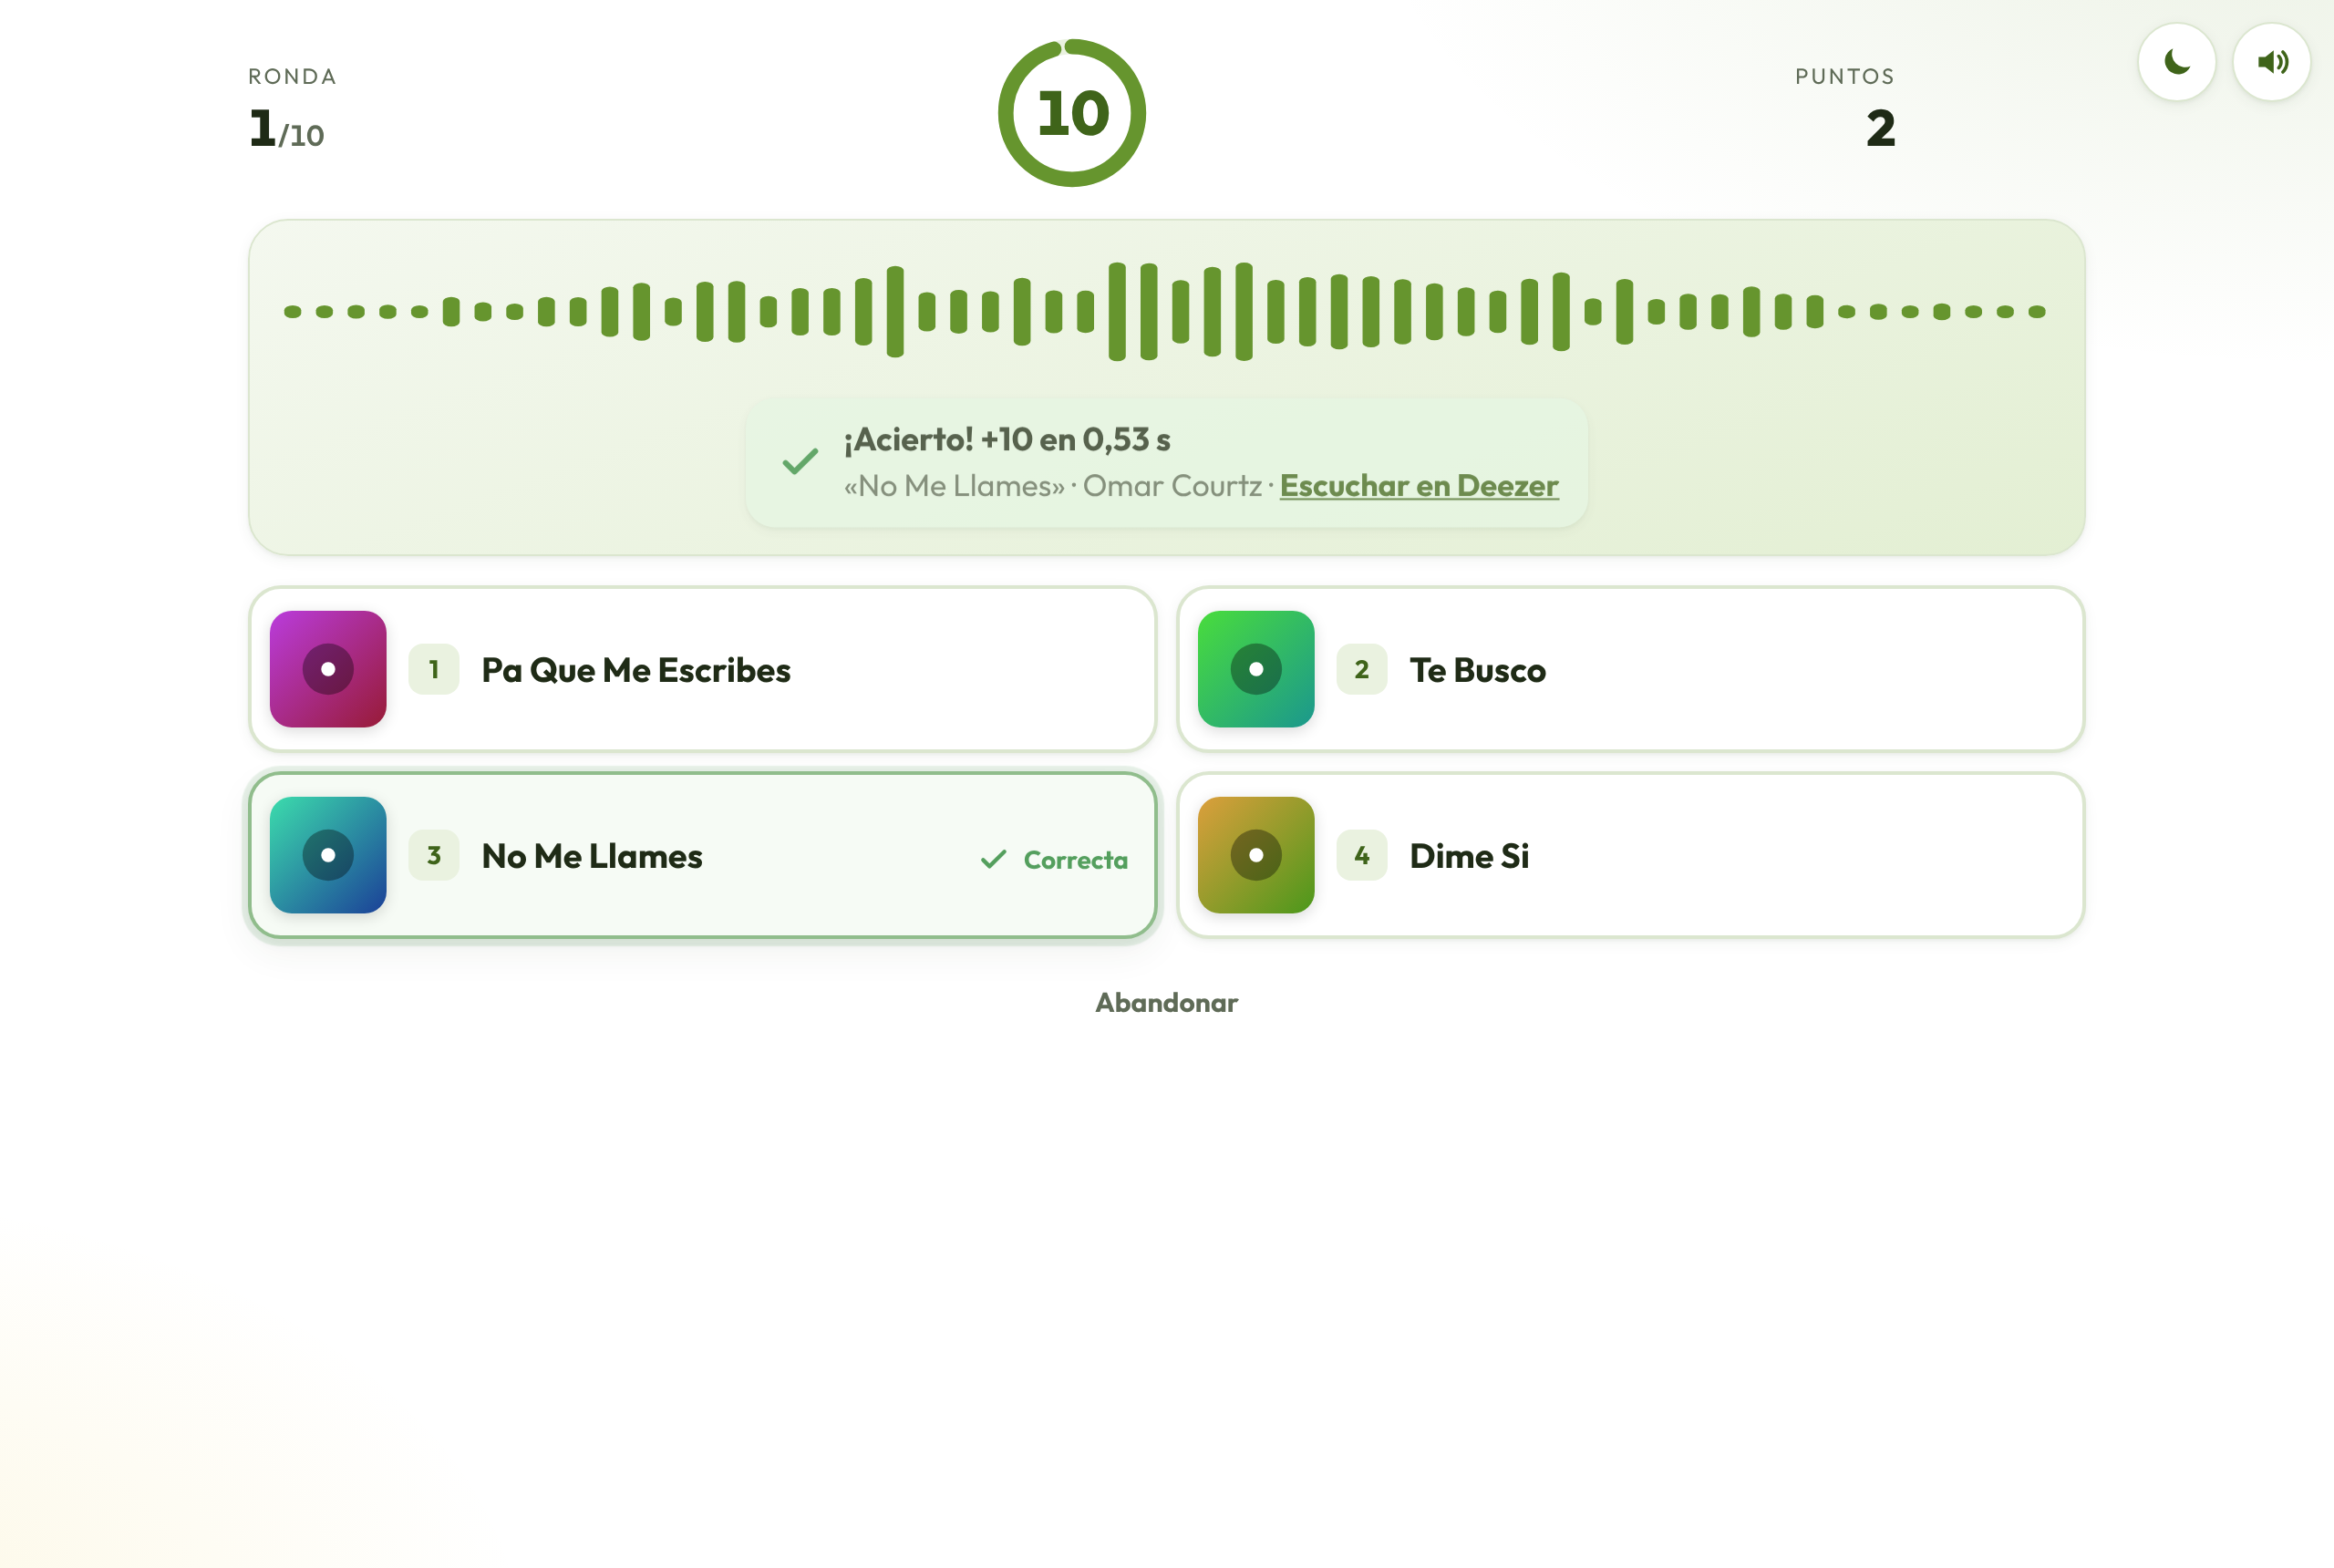 RONDA
1/10
10
PUNTOS
2
¡Acierto! +10 en 0,53 s
«No Me Llames» · Omar Courtz · Escuchar en Deezer
1 Pa Que Me Escribes
2 Te Busco
3 No Me Llames Correcta
4 Dime Si
Abandonar